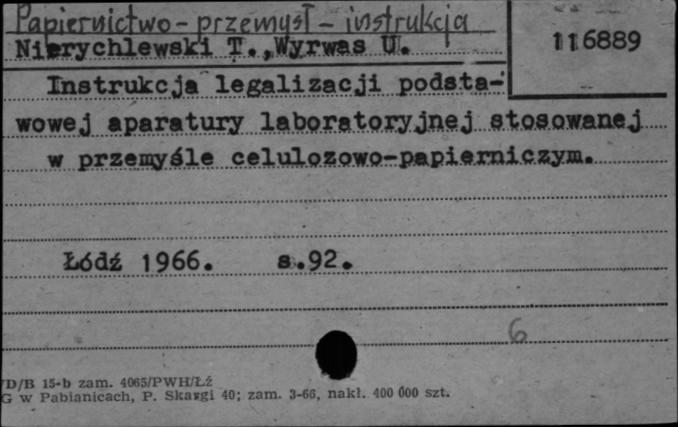 Papiernictwo - przemysł - instrukcja
Nierychlewski T., Wyrwas U.
116889
Instrukcja legalizacji podsta-
wowej aparatury laboratoryjnej stosowanej
w przemyśle celulozowo-papierniczym.
Łódź 1966. s.92.
6
D/B 15-b zam. 4065/PWH/Łź
G w Pabianicach, P. Skargi 40; zam. 3-66, nakł. 400 000 szt.